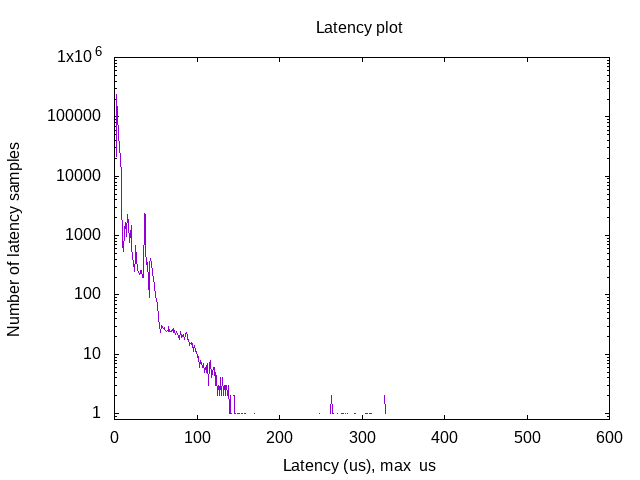 Latency plot
Number of latency samples
1x10^6
100000
10000
1000
100
10
1
0 100 200 300 400 500 600
Latency (us), max us